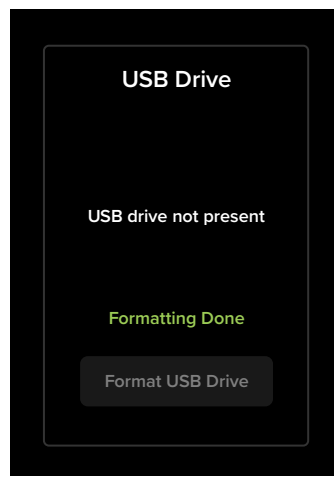 USB Drive
USB drive not present
Formatting Done
Format USB Drive